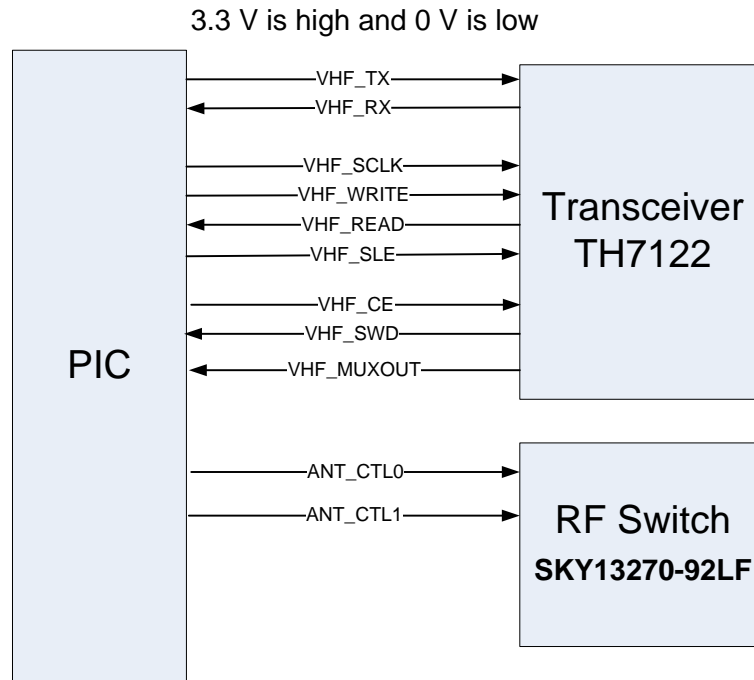 3.3 V is high and 0 V is low
VHF_TX
VHF_RX
VHF_SCLK
VHF_WRITE
VHF_READ
VHF_SLE
VHF_CE
VHF_SWD
VHF_MUXOUT
PIC
Transceiver
TH7122
ANT_CTL0
ANT_CTL1
RF Switch
SKY13270-92LF